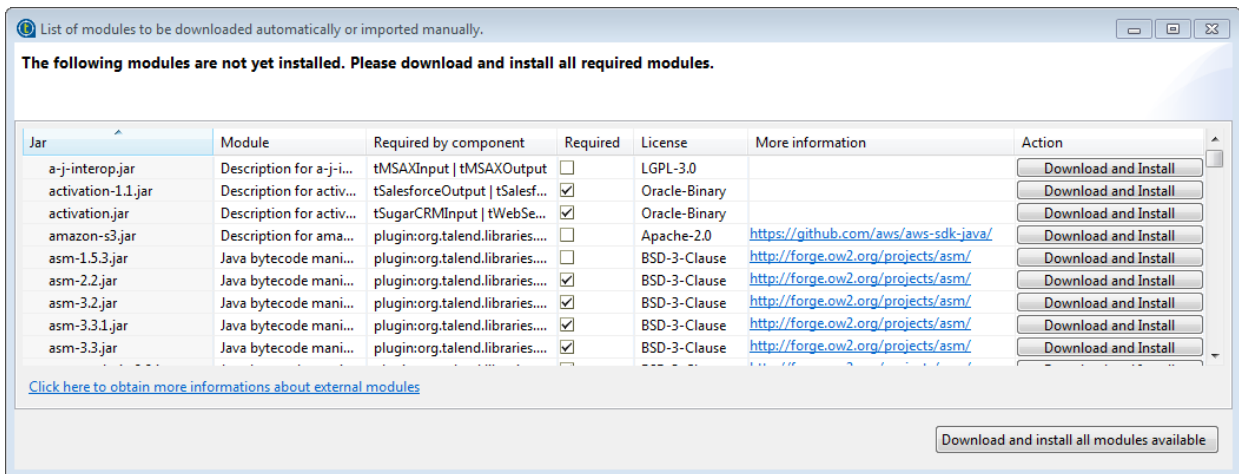 List of modules to be downloaded automatically or imported manually.
The following modules are not yet installed. Please download and install all required modules.
Jar Module Required by component Required License More information Action
a-j-interop.jar Description for a-j-i... tMSAXInput | tMSAXOutput LGPL-3.0 Download and Install
activation-1.1.jar Description for activ... tSalesforceOutput | tSalesf... Oracle-Binary Download and Install
activation.jar Description for activ... tSugarCRMInput | tWebSe... Oracle-Binary Download and Install
amazon-s3.jar Description for ama... plugin:org.talend.libraries.... Apache-2.0 https://github.com/aws/aws-sdk-java/ Download and Install
asm-1.5.3.jar Java bytecode mani... plugin:org.talend.libraries.... BSD-3-Clause http://forge.ow2.org/projects/asm/ Download and Install
asm-2.2.jar Java bytecode mani... plugin:org.talend.libraries.... BSD-3-Clause http://forge.ow2.org/projects/asm/ Download and Install
asm-3.2.jar Java bytecode mani... plugin:org.talend.libraries.... BSD-3-Clause http://forge.ow2.org/projects/asm/ Download and Install
asm-3.3.1.jar Java bytecode mani... plugin:org.talend.libraries.... BSD-3-Clause http://forge.ow2.org/projects/asm/ Download and Install
asm-3.3.jar Java bytecode mani... plugin:org.talend.libraries.... BSD-3-Clause http://forge.ow2.org/projects/asm/ Download and Install
Click here to obtain more informations about external modules
Download and install all modules available